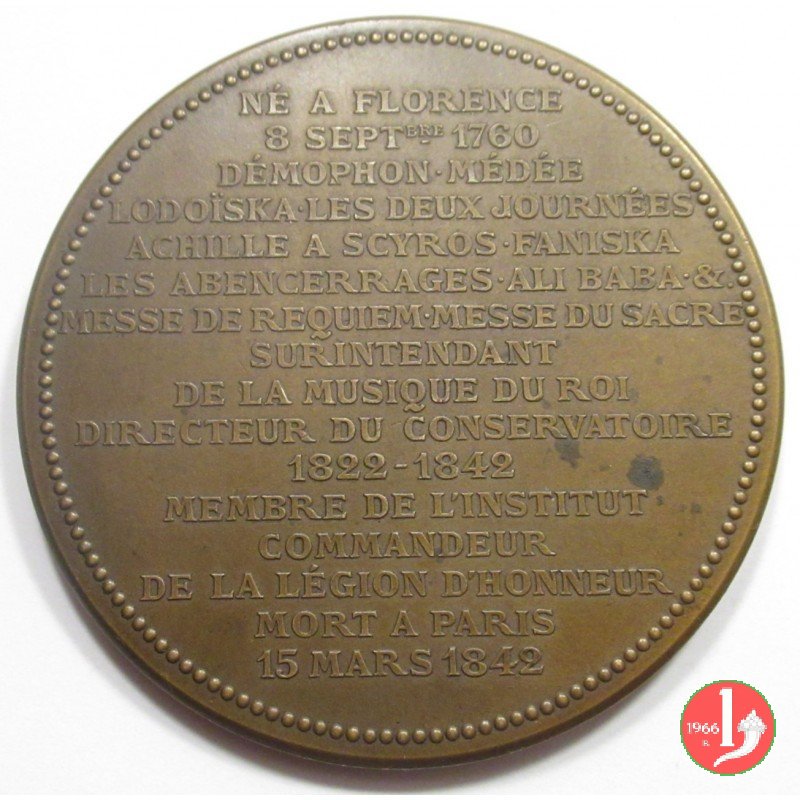 NÉ A FLORENCE
8 SEPTBRE 1760
DÉMOPHON · MÉDÉE
LODOÏSKA · LES DEUX JOURNÉES
ACHILLE A SCYROS · FANISKA
LES ABENCERRAGES · ALI BABA · &.
MESSE DE REQUIEM · MESSE DU SACRE
SURINTENDANT
DE LA MUSIQUE DU ROI
DIRECTEUR DU CONSERVATOIRE
1822-1842
MEMBRE DE L'INSTITUT
COMMANDEUR
DE LA LÉGION D'HONNEUR
MORT A PARIS
15 MARS 1842
1966
1